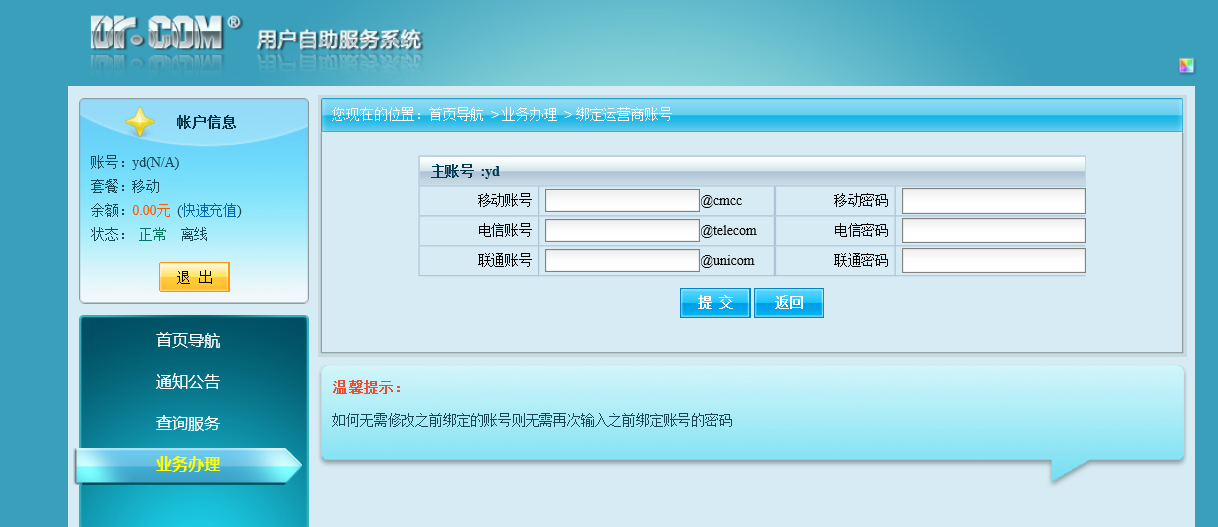 Dr.COM®
用户自助服务系统
帐户信息
账号：yd(N/A)
套餐：移动
余额：0.00元 (快速充值)
状态： 正常 离线
退 出
首页导航
通知公告
查询服务
业务办理
您现在的位置：首页导航 >业务办理 >绑定运营商账号
主账号 :yd
移动账号 @cmcc 移动密码
电信账号 @telecom 电信密码
联通账号 @unicom 联通密码
提 交 返回
温馨提示：
如何无需修改之前绑定的账号则无需再次输入之前绑定账号的密码